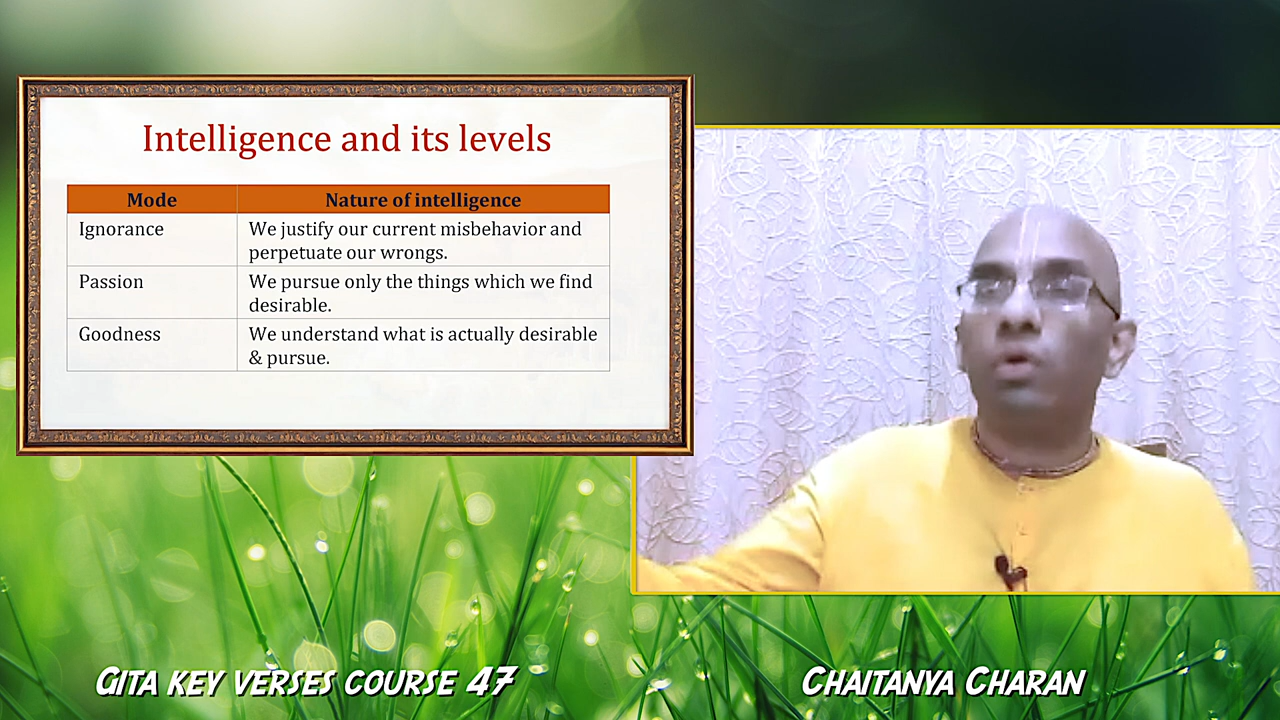 Intelligence and its levels
Mode Nature of intelligence
Ignorance We justify our current misbehavior and
perpetuate our wrongs.
Passion We pursue only the things which we find
desirable.
Goodness We understand what is actually desirable
& pursue.
GITA KEY VERSES COURSE 47
CHAITANYA CHARAN